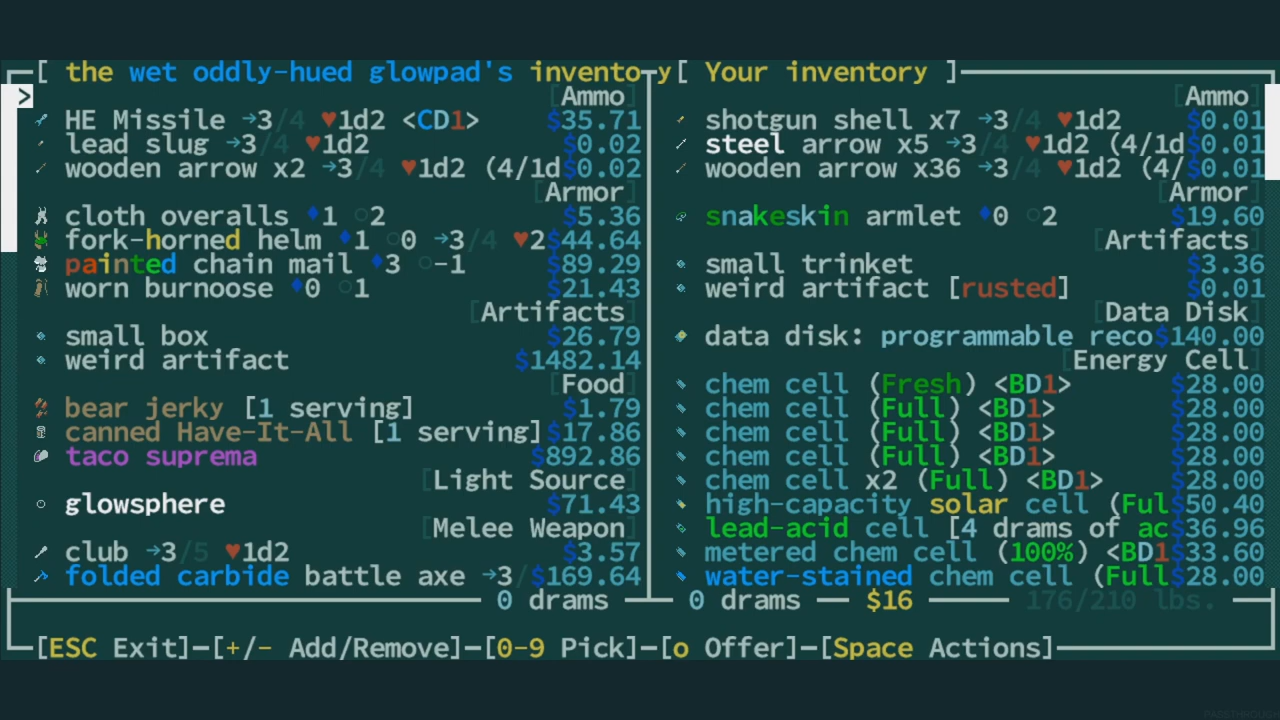 [ the wet oddly-hued glowpad's inventory
[Ammo]
>
HE Missile →3/4 ♥1d2 <CD1> $35.71
lead slug →3/4 ♥1d2 $0.02
wooden arrow x2 →3/4 ♥1d2 (4/1d $0.02
[Armor]
cloth overalls ♦1 ○2 $5.36
fork-horned helm ♦1 ○0 →3/4 ♥2 $44.64
painted chain mail ♦3 ○-1 $89.29
worn burnoose ♦0 ○1 $21.43
[Artifacts]
small box $26.79
weird artifact $1482.14
[Food]
bear jerky [1 serving] $1.79
canned Have-It-All [1 serving] $17.86
taco suprema $892.86
[Light Source]
glowsphere $71.43
[Melee Weapon]
club →3/5 ♥1d2 $3.57
folded carbide battle axe →3/ $169.64
0 drams
[ Your inventory ]
[Ammo]
shotgun shell x7 →3/4 ♥1d2 $0.01
steel arrow x5 →3/4 ♥1d2 (4/1d $0.01
wooden arrow x36 →3/4 ♥1d2 (4/ $0.01
[Armor]
snakeskin armlet ♦0 ○2 $19.60
[Artifacts]
small trinket $3.36
weird artifact [rusted] $0.01
[Data Disk]
data disk: programmable reco $140.00
[Energy Cell]
chem cell (Fresh) <BD1> $28.00
chem cell (Full) <BD1> $28.00
chem cell (Full) <BD1> $28.00
chem cell (Full) <BD1> $28.00
chem cell x2 (Full) <BD1> $28.00
high-capacity solar cell (Ful $50.40
lead-acid cell [4 drams of ac $36.96
metered chem cell (100%) <BD1 $33.60
water-stained chem cell (Full $28.00
0 drams — $16 — 176/210 lbs.
[ESC Exit]—[+/- Add/Remove]—[0-9 Pick]—[o Offer]—[Space Actions]